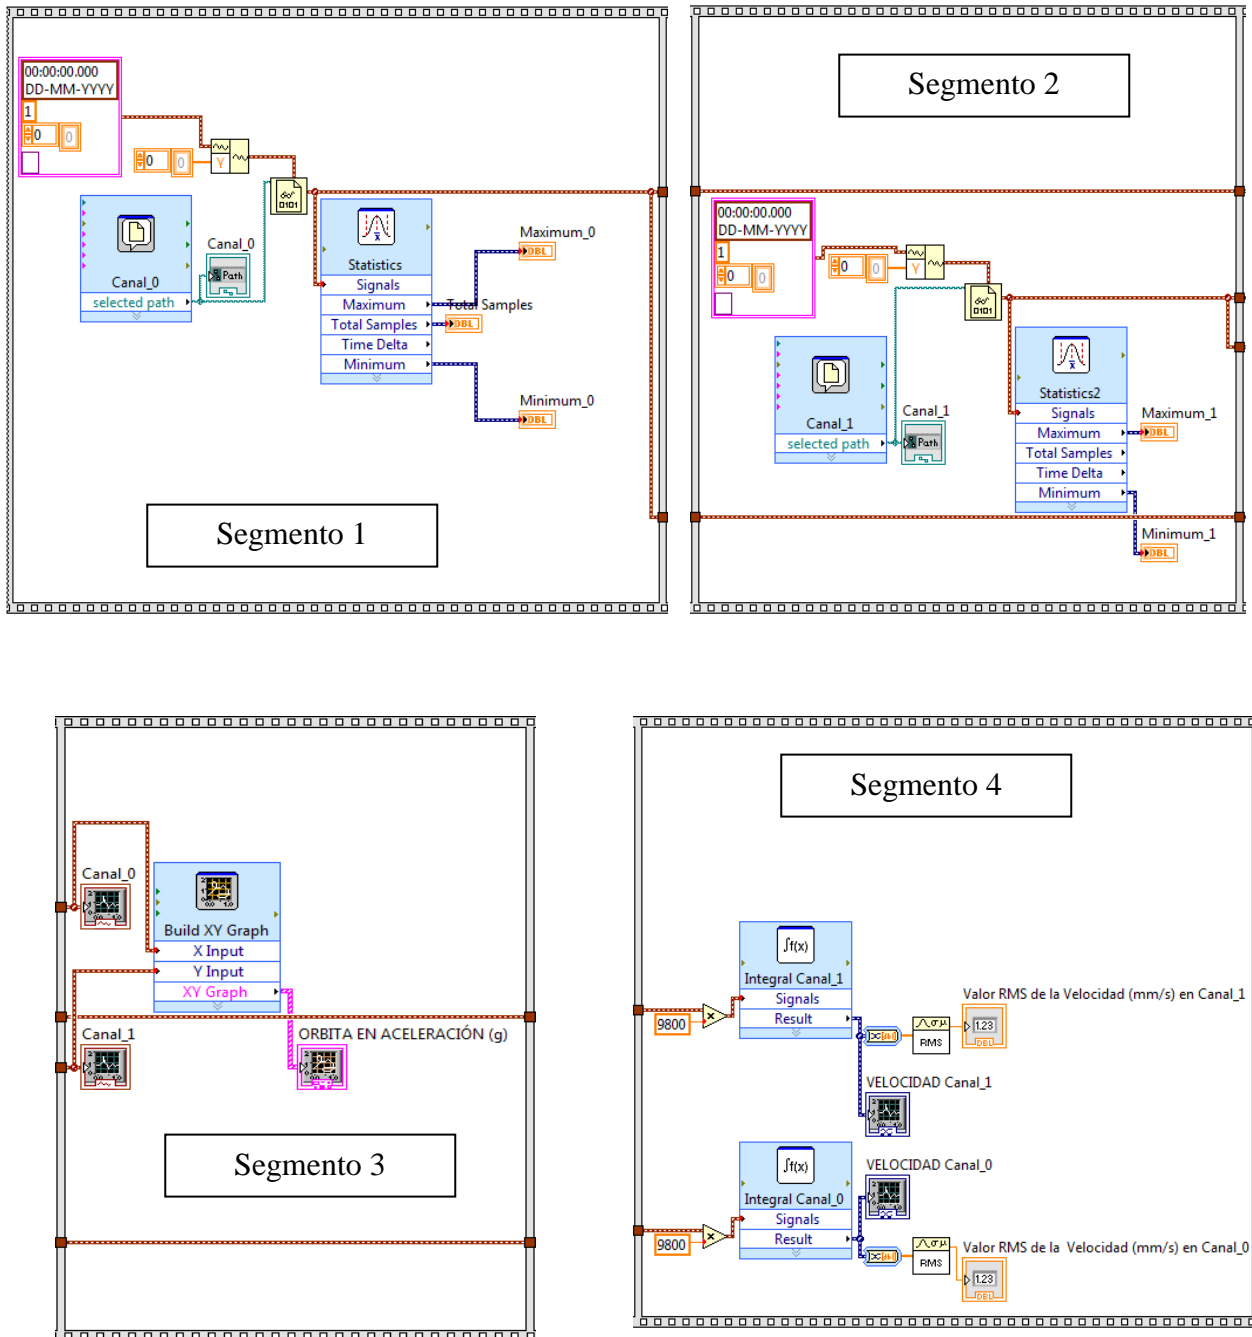 00:00:00.000
DD-MM-YYYY
1
0
0
0
0
Y
0101
Canal_0
selected path
Canal_0
Path
Statistics
Signals
Maximum
Total Samples
Time Delta
Minimum
Maximum_0
DBL
Total Samples
DBL
Minimum_0
DBL
Segmento 1
Segmento 2
00:00:00.000
DD-MM-YYYY
1
0
0
0
0
Y
0101
Canal_1
selected path
Canal_1
Path
Statistics2
Signals
Maximum
Total Samples
Time Delta
Minimum
Maximum_1
DBL
Minimum_1
DBL
Canal_0
Build XY Graph
X Input
Y Input
XY Graph
Canal_1
ORBITA EN ACELERACIÓN (g)
Segmento 3
Segmento 4
9800
∫f(x)
Integral Canal_1
Signals
Result
RMS
Valor RMS de la Velocidad (mm/s) en Canal_1
1.23
DBL
VELOCIDAD Canal_1
9800
∫f(x)
Integral Canal_0
Signals
Result
VELOCIDAD Canal_0
RMS
Valor RMS de la  Velocidad (mm/s) en Canal_0
1.23
DBL